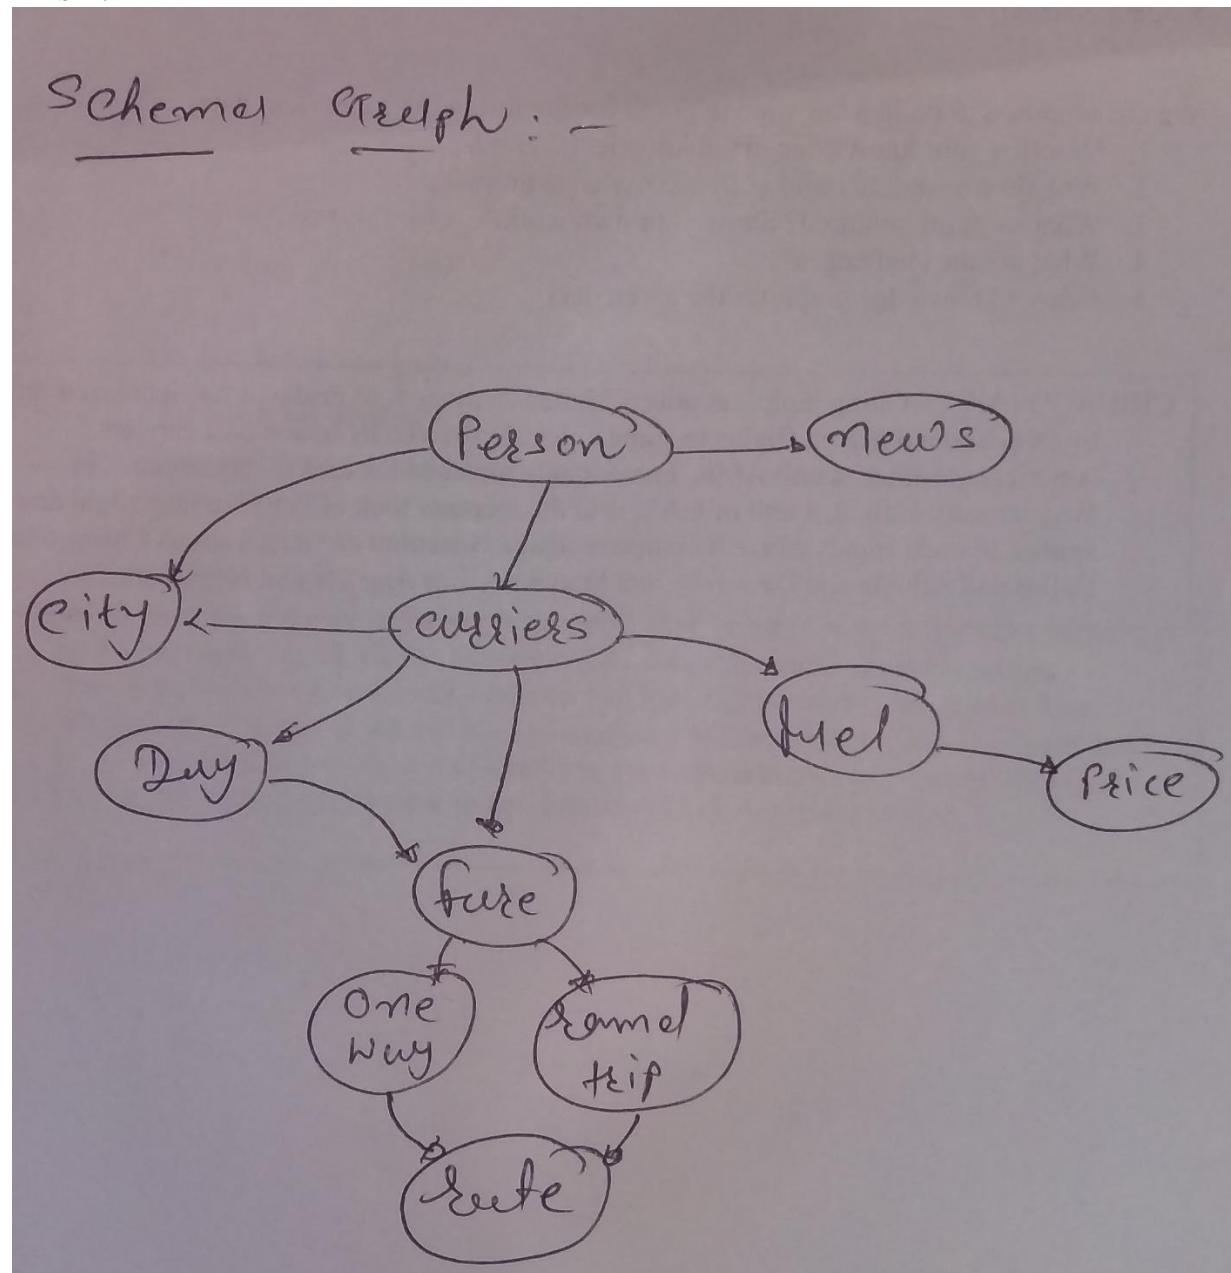 Schema Graph: -
Person
news
City
carriers
fuel
Day
Price
fare
One
way
round
trip
rate